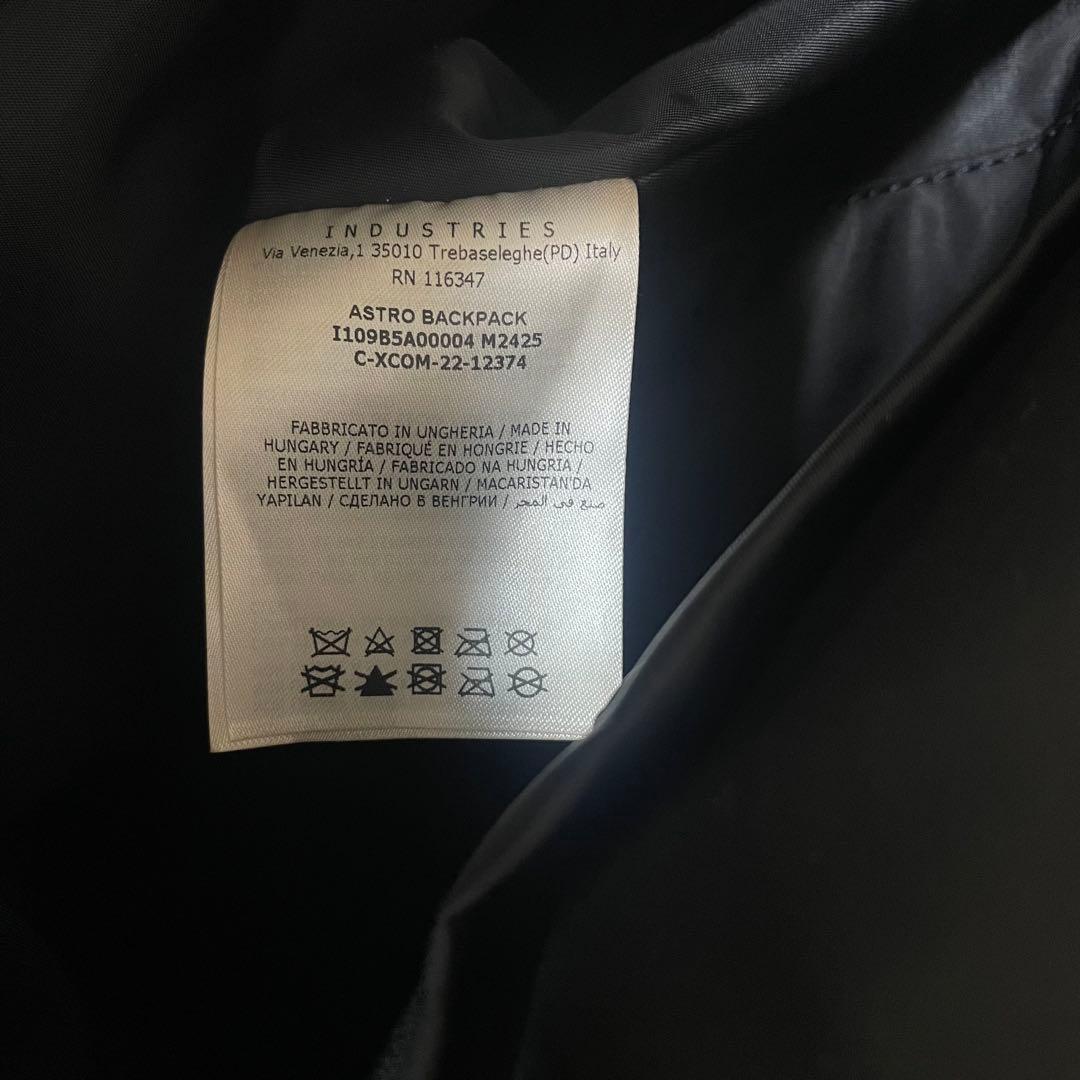 INDUSTRIES
Via Venezia,1 35010 Trebaseleghe(PD) Italy
RN 116347
ASTRO BACKPACK
I109B5A00004 M2425
C-XCOM-22-12374
FABBRICATO IN UNGHERIA / MADE IN
HUNGARY / FABRIQUÉ EN HONGRIE / HECHO
EN HUNGRÍA / FABRICADO NA HUNGRIA /
HERGESTELLT IN UNGARN / MACARISTAN'DA
YAPILAN / СДЕЛАНО В ВЕНГРИИ / صنع في المجر